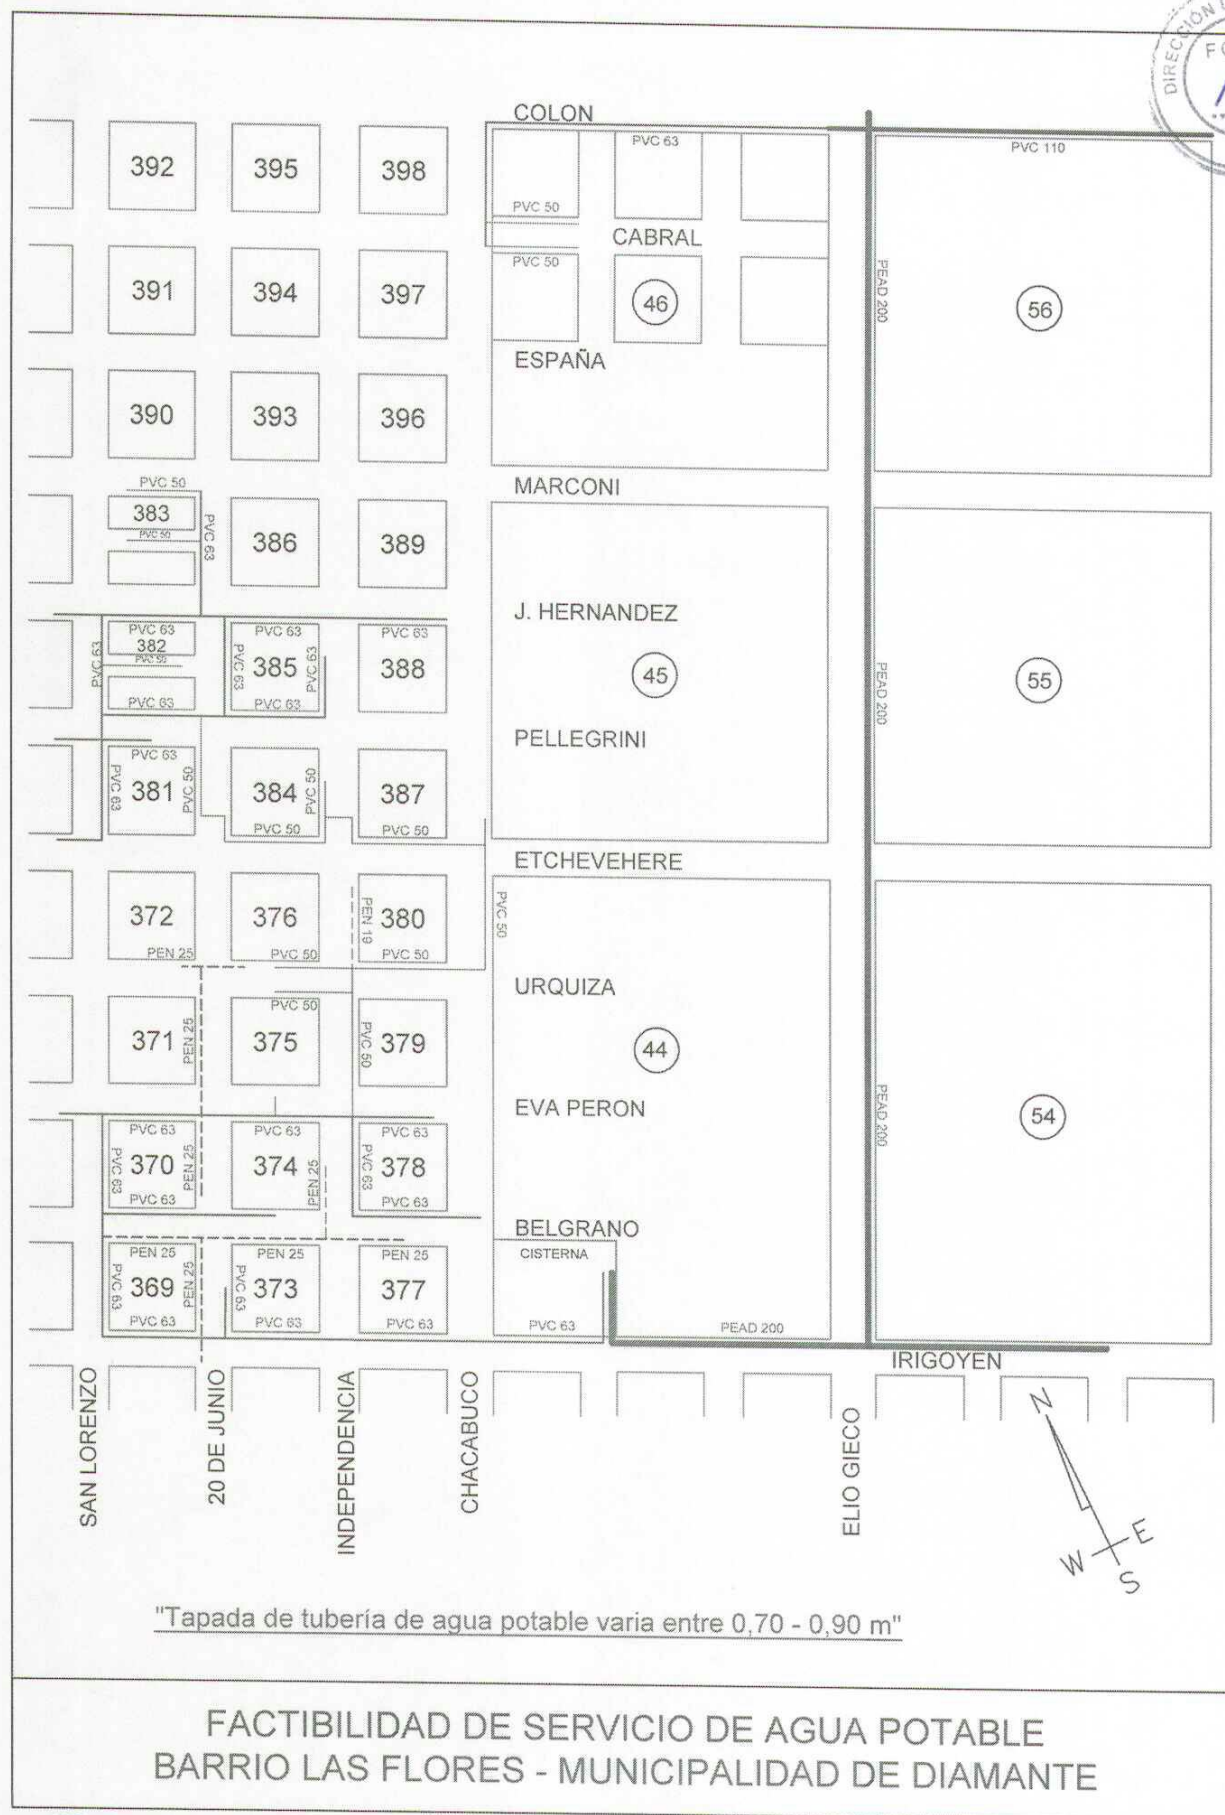 DIRECCIÓN
COLON
PVC 63
PVC 110
392
395
398
PVC 50
CABRAL
PVC 50
PEAD 200
391
394
397
46
56
ESPAÑA
390
393
396
PVC 50
MARCONI
383
PVC 50
PVC 63
386
389
J. HERNANDEZ
PVC 63
PVC 63
PVC 63
PVC 63
382
PVC 50
PVC 63
385
PVC 63
388
45
PEAD 200
55
PVC 63
PVC 63
PELLEGRINI
PVC 63
PVC 63
381
PVC 50
384
PVC 50
387
PVC 50
PVC 50
ETCHEVEHERE
372
376
PEN 19
380
PVC 50
PEN 25
PVC 50
PVC 50
URQUIZA
PVC 50
371
PEN 25
375
PVC 50
379
44
EVA PERON
PEAD 200
54
PVC 63
PVC 63
PVC 63
PVC 63
370
PEN 25
374
PEN 25
PVC 63
378
PVC 63
PVC 63
BELGRANO
PEN 25
PEN 25
PEN 25
CISTERNA
PVC 63
369
PEN 25
PVC 63
373
377
PVC 63
PVC 63
PVC 63
PVC 63
PEAD 200
IRIGOYEN
SAN LORENZO
20 DE JUNIO
INDEPENDENCIA
CHACABUCO
ELIO GIECO
N
E
W
S
"Tapada de tubería de agua potable varia entre 0,70 - 0,90 m"
FACTIBILIDAD DE SERVICIO DE AGUA POTABLE
BARRIO LAS FLORES - MUNICIPALIDAD DE DIAMANTE